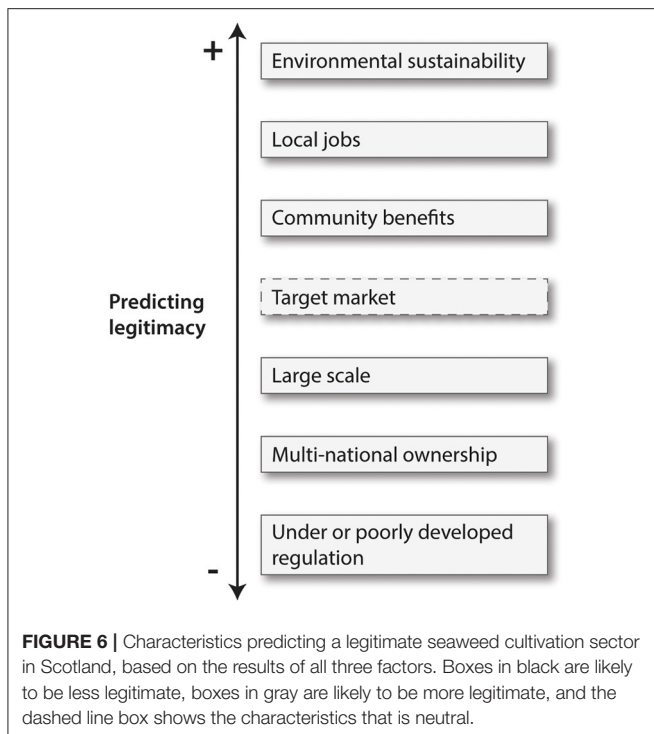 +
Environmental sustainability
Local jobs
Community benefits
Predicting
legitimacy
Target market
Large scale
Multi-national ownership
Under or poorly developed
regulation
-
FIGURE 6 | Characteristics predicting a legitimate seaweed cultivation sector
in Scotland, based on the results of all three factors. Boxes in black are likely
to be less legitimate, boxes in gray are likely to be more legitimate, and the
dashed line box shows the characteristics that is neutral.